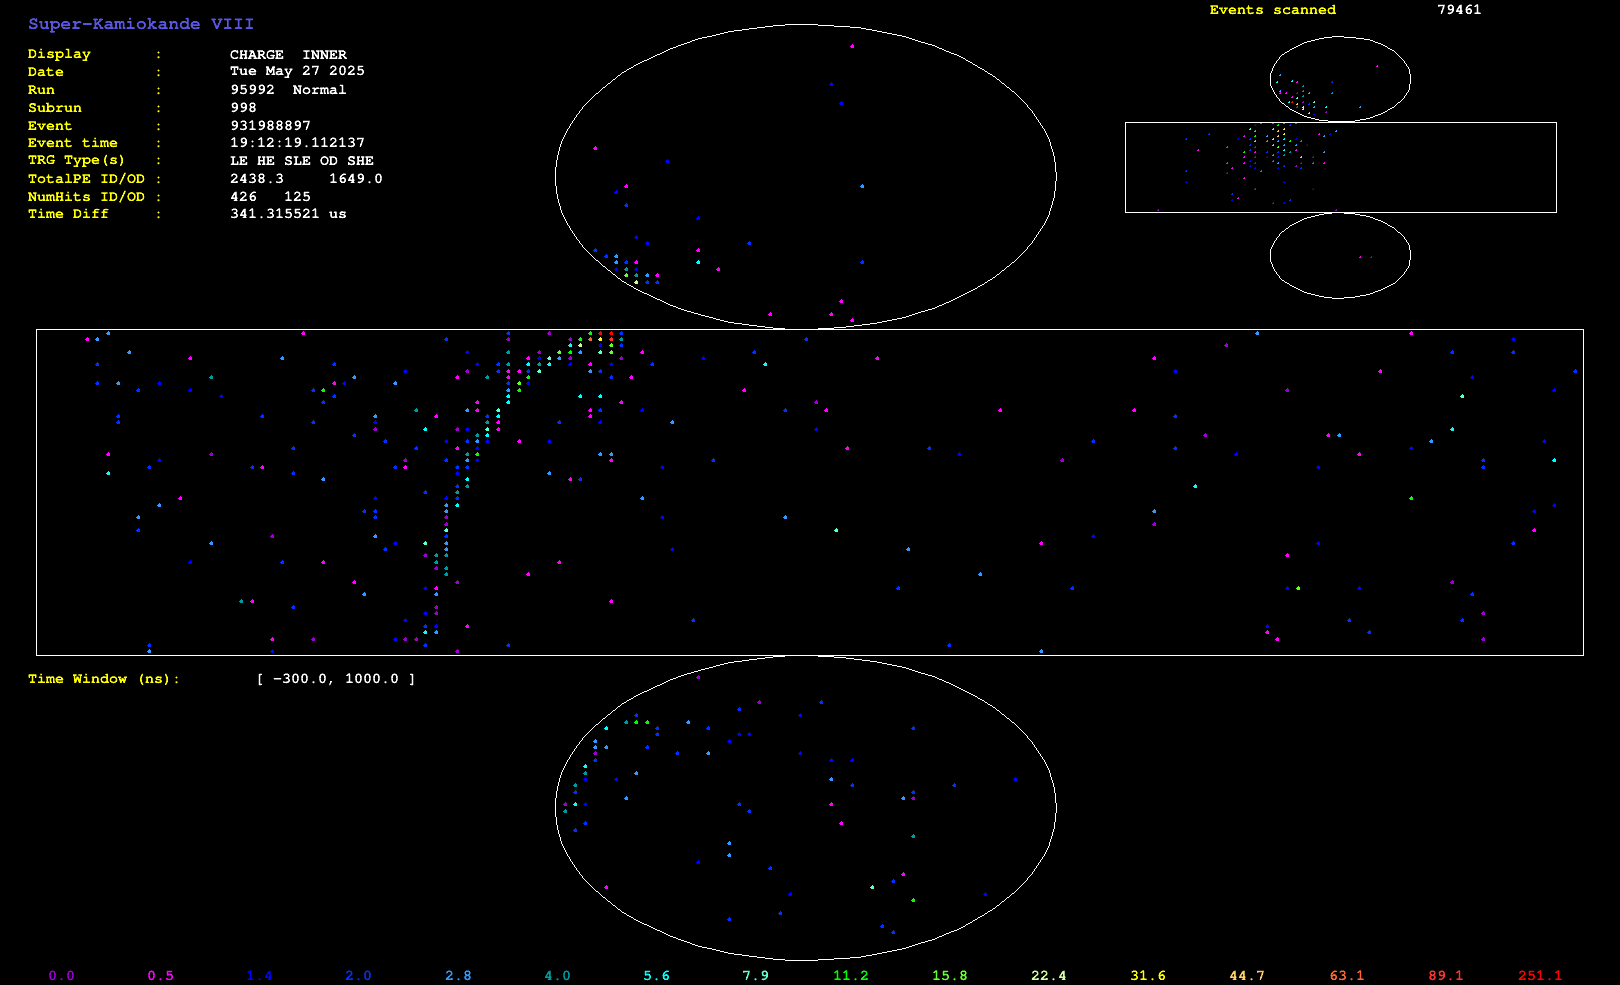 Super-Kamiokande VIII
Events scanned 79461
Display : CHARGE INNER
Date : Tue May 27 2025
Run : 95992 Normal
Subrun : 998
Event : 931988897
Event time : 19:12:19.112137
TRG Type(s) : LE HE SLE OD SHE
TotalPE ID/OD : 2438.3 1649.0
NumHits ID/OD : 426 125
Time Diff : 341.315521 us
Time Window (ns): [ -300.0, 1000.0 ]
0.0 0.5 1.4 2.0 2.8 4.0 5.6 7.9 11.2 15.8 22.4 31.6 44.7 63.1 89.1 251.1